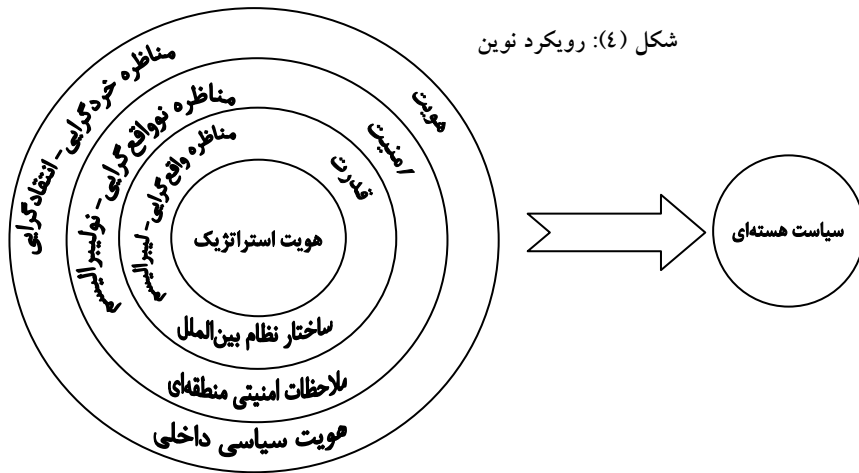 شکل (٤): رویکرد نوین
مناظره خردگرایی - انتقادگرایی
هویت
هویت سیاسی داخلی
مناظره نوواقع‌گرایی - نولیبرالیسم
امنیت
ملاحظات امنیتی منطقه‌ای
مناظره واقع‌گرایی - لیبرالیسم
قدرت
ساختار نظام بین‌الملل
هویت استراتژیک
سیاست هسته‌ای